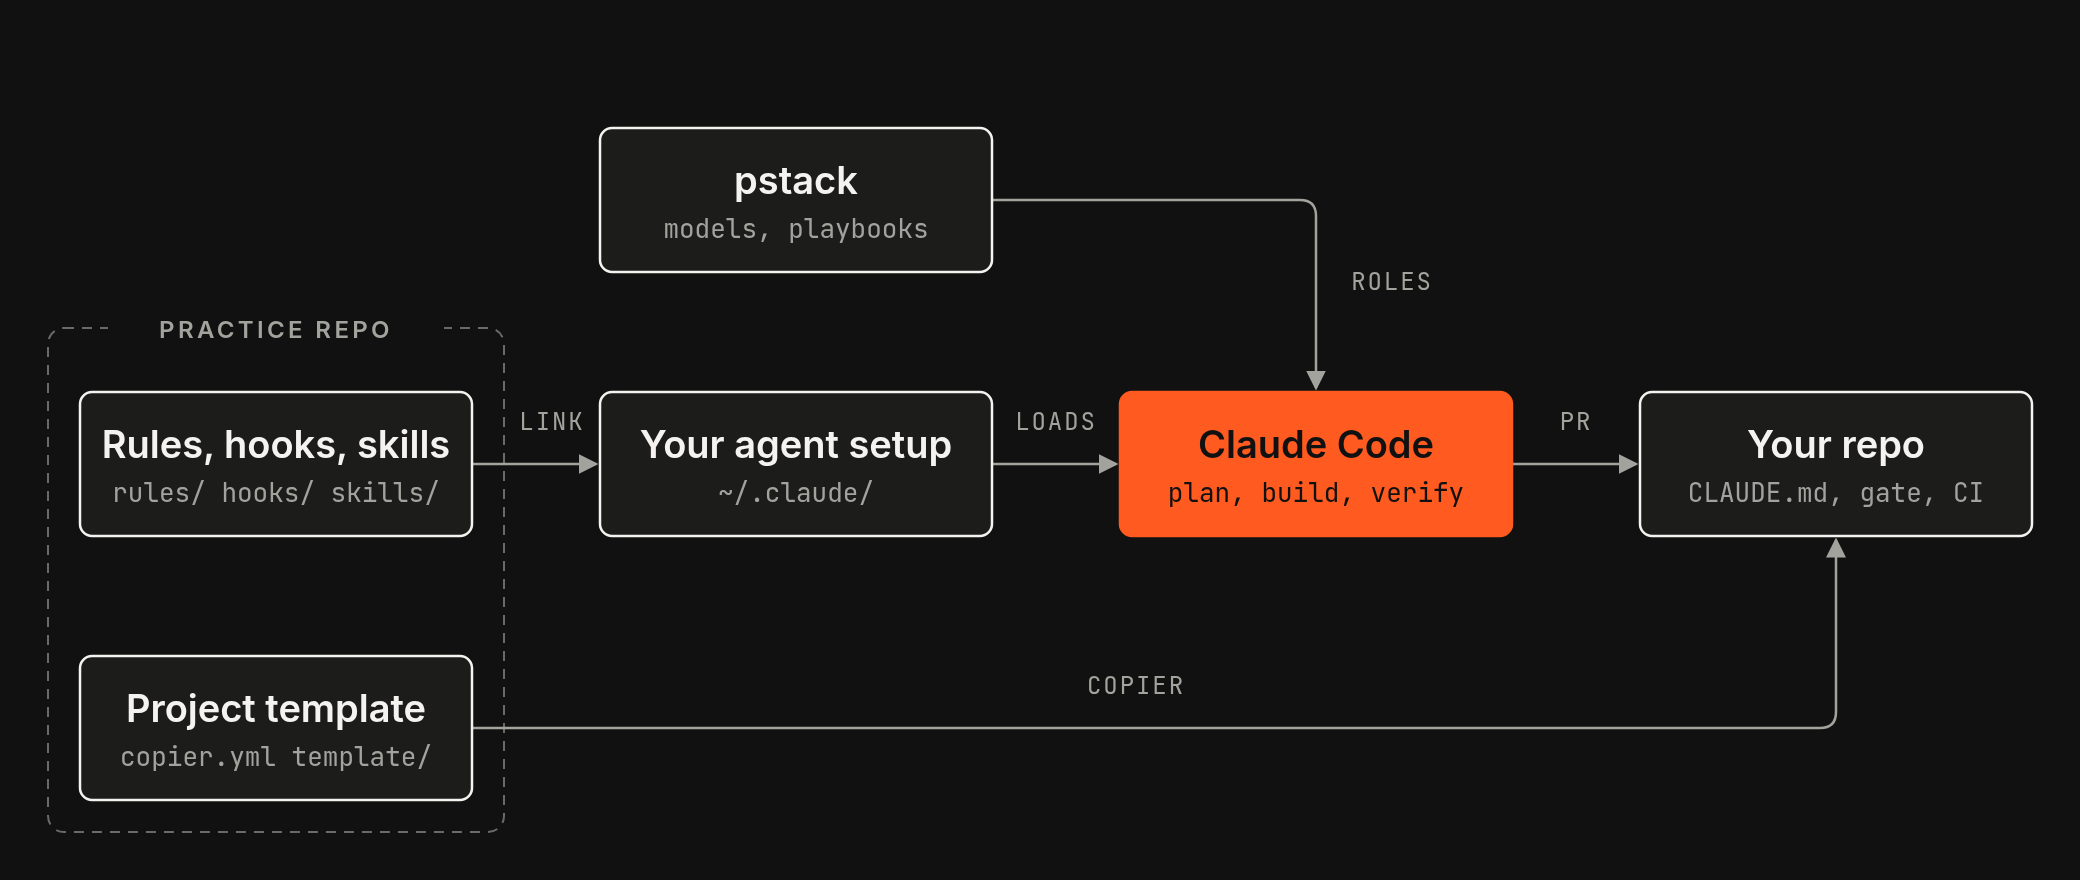 pstack
models, playbooks
ROLES
PRACTICE REPO
Rules, hooks, skills
rules/ hooks/ skills/
LINK
Your agent setup
~/.claude/
LOADS
Claude Code
plan, build, verify
PR
Your repo
CLAUDE.md, gate, CI
Project template
copier.yml template/
COPIER